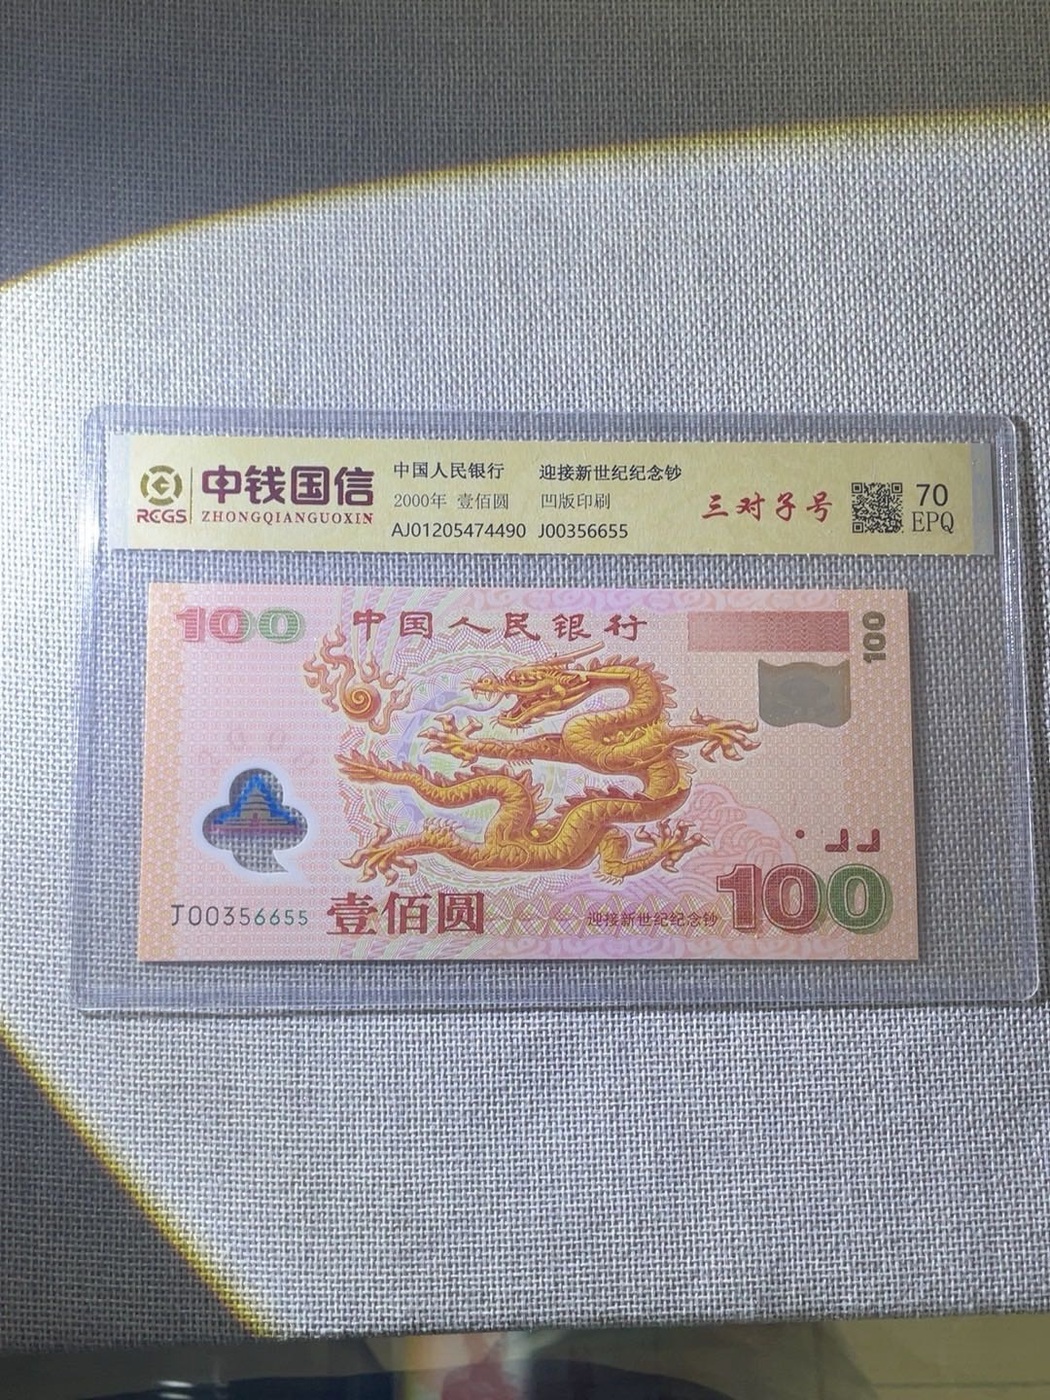 中钱国信
RCGS ZHONGQIANGUOXIN
中国人民银行 迎接新世纪纪念钞
2000年 壹佰圆 凹版印刷
AJ01205474490 J00356655
三对子号
70
EPQ
100 中国人民银行
100
J00356655 壹佰圆 迎接新世纪纪念钞 100